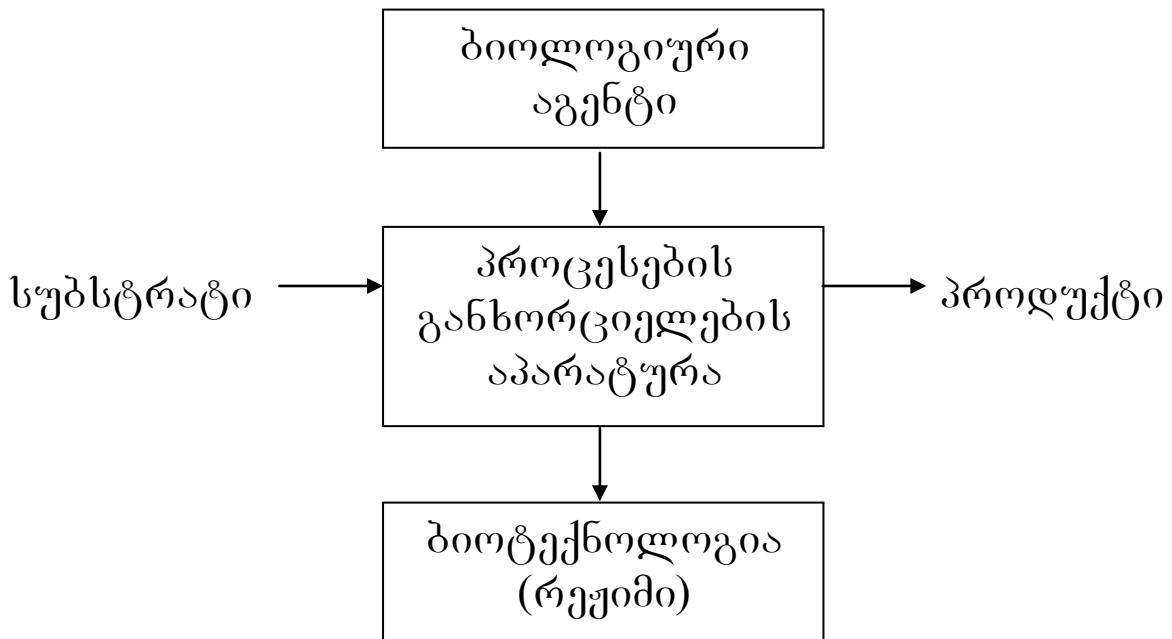 ბიოლოგიური
აგენტი
სუბსტრატი
პროცესების
განხორციელების
აპარატურა
პროდუქტი
ბიოტექნოლოგია
(რეჟიმი)